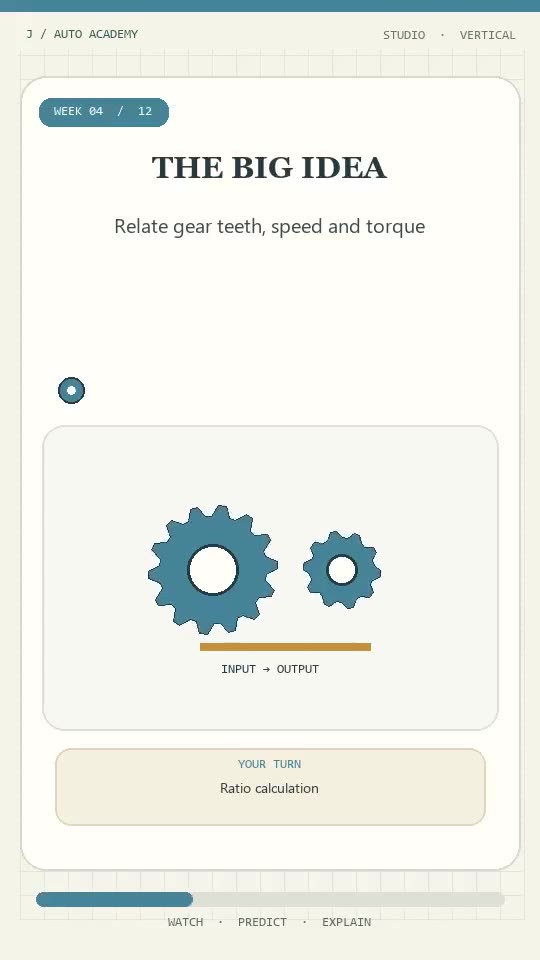 J / AUTO ACADEMY
STUDIO · VERTICAL
WEEK 04 / 12
THE BIG IDEA
Relate gear teeth, speed and torque
INPUT → OUTPUT
YOUR TURN
Ratio calculation
WATCH · PREDICT · EXPLAIN